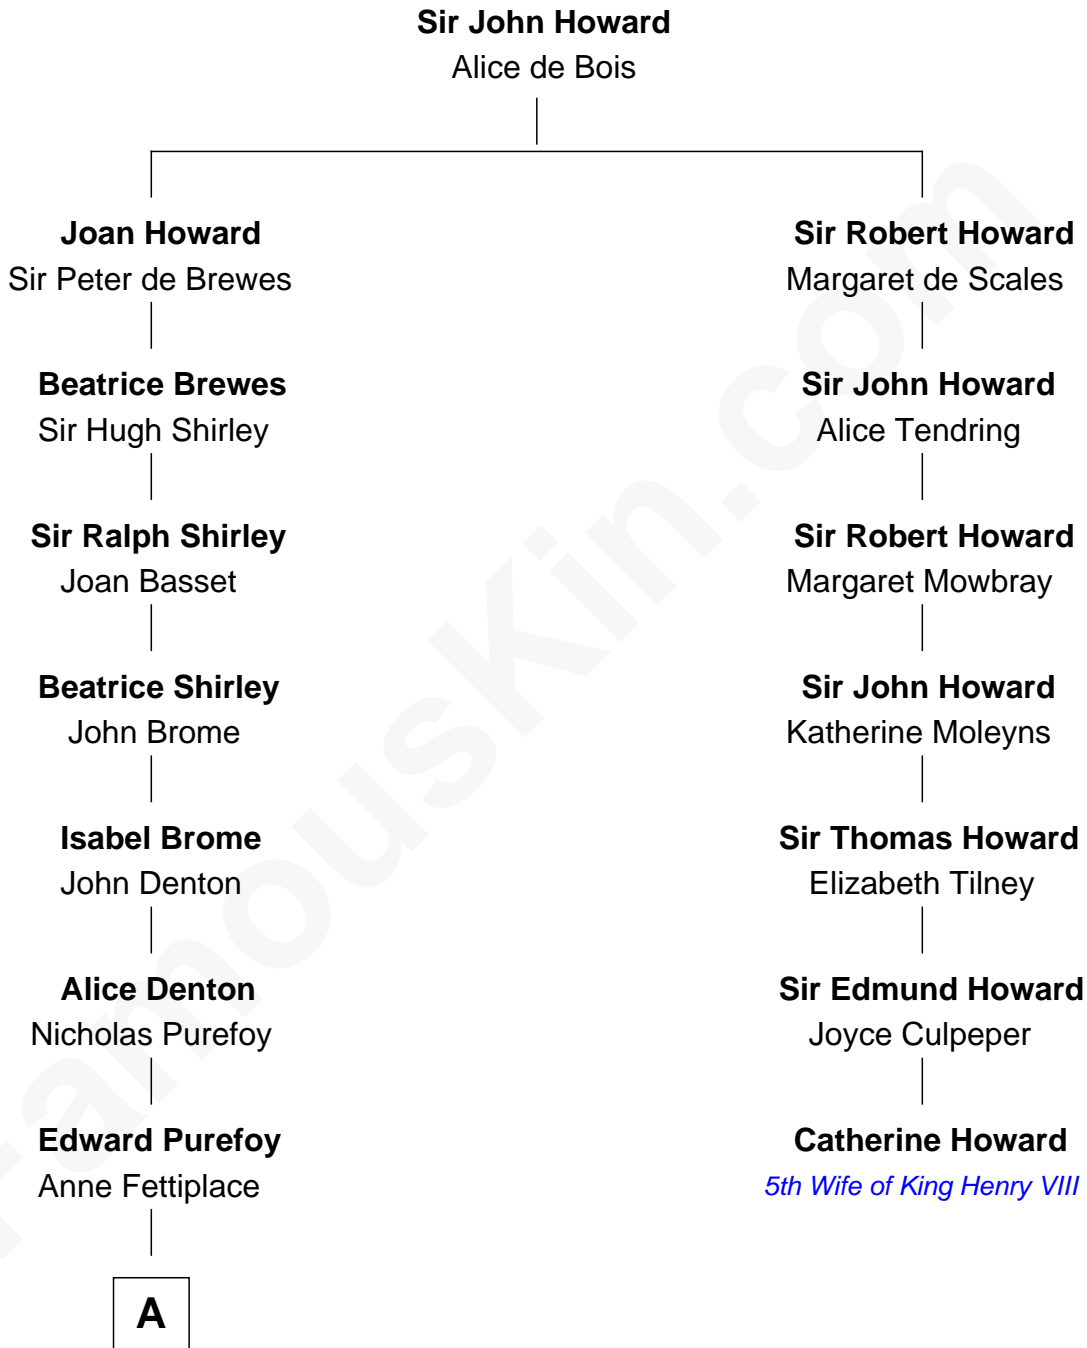 Sir John Howard
Alice de Bois
Joan Howard
Sir Peter de Brewes
Sir Robert Howard
Margaret de Scales
Beatrice Brewes
Sir Hugh Shirley
Sir John Howard
Alice Tendring
Sir Ralph Shirley
Joan Basset
Sir Robert Howard
Margaret Mowbray
Beatrice Shirley
John Brome
Sir John Howard
Katherine Moleyns
Isabel Brome
John Denton
Sir Thomas Howard
Elizabeth Tilney
Alice Denton
Nicholas Purefoy
Sir Edmund Howard
Joyce Culpeper
Edward Purefoy
Anne Fettiplace
Catherine Howard
5th Wife of King Henry VIII
A
FamousKin.com